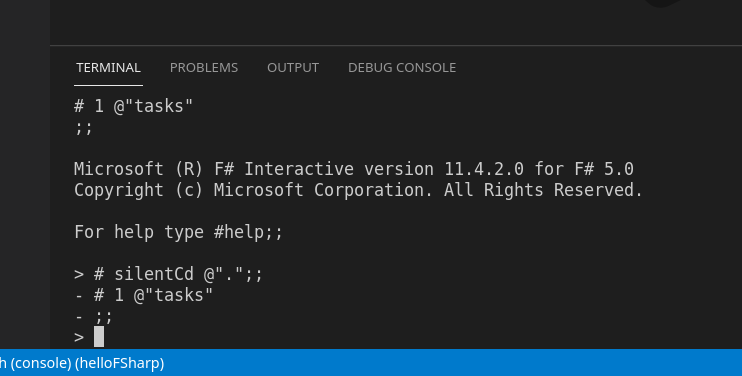 TERMINAL PROBLEMS OUTPUT DEBUG CONSOLE
# 1 @"tasks"
;;
Microsoft (R) F# Interactive version 11.4.2.0 for F# 5.0
Copyright (c) Microsoft Corporation. All Rights Reserved.
For help type #help;;
> # silentCd @".";;
- # 1 @"tasks"
- ;;
>
h (console) (helloFSharp)